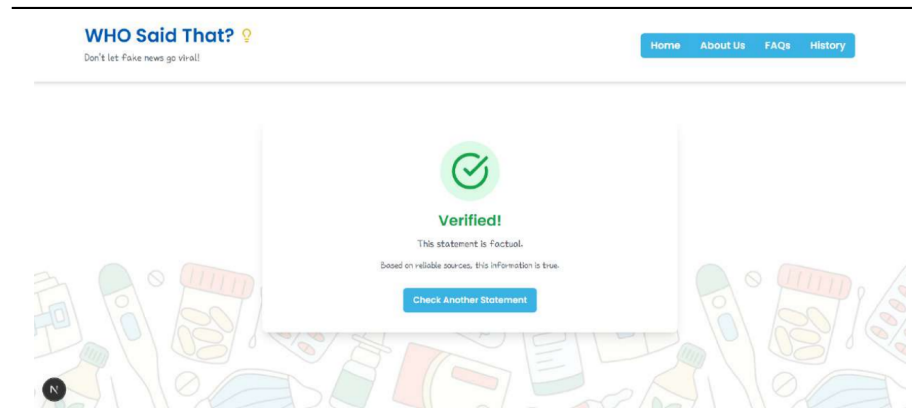 WHO Said That?
Don't let fake news go viral!
Home About Us FAQs History
Verified!
This statement is factual.
Based on reliable sources, this information is true.
Check Another Statement
N